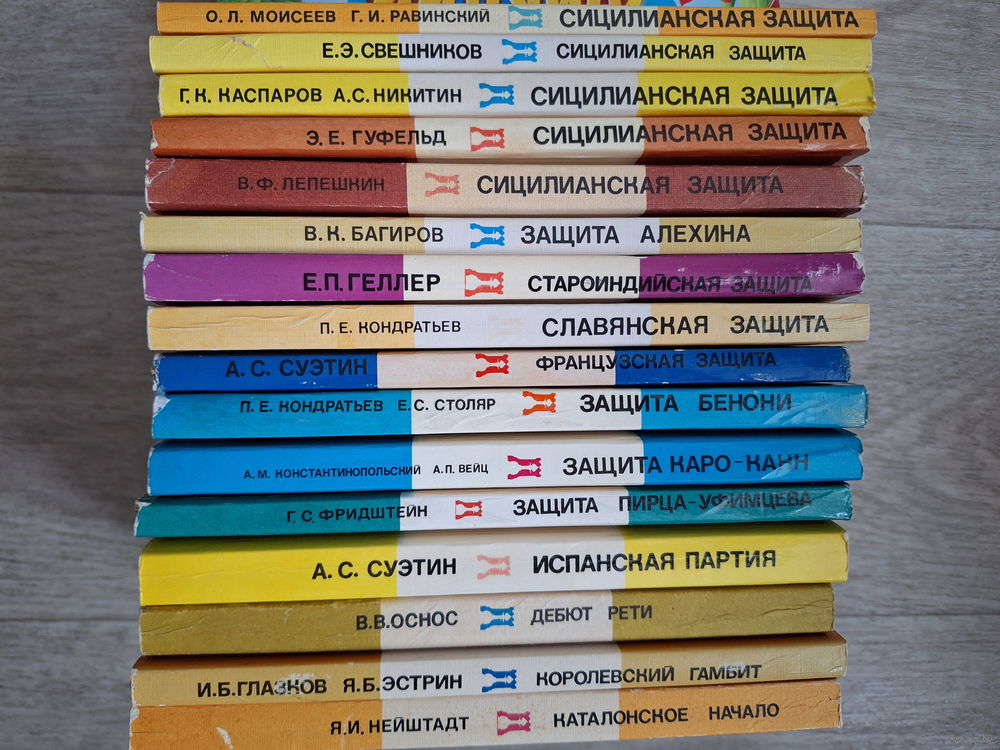 О. Л. МОИСЕЕВ Г. И. РАВИНСКИЙ СИЦИЛИАНСКАЯ ЗАЩИТА
Е.Э.СВЕШНИКОВ СИЦИЛИАНСКАЯ ЗАЩИТА
Г. К. КАСПАРОВ А.С.НИКИТИН СИЦИЛИАНСКАЯ ЗАЩИТА
Э. Е. ГУФЕЛЬД СИЦИЛИАНСКАЯ ЗАЩИТА
В. Ф. ЛЕПЕШКИН СИЦИЛИАНСКАЯ ЗАЩИТА
В. К. БАГИРОВ ЗАЩИТА АЛЕХИНА
Е.П.ГЕЛЛЕР СТАРОИНДИЙСКАЯ ЗАЩИТА
П. Е. КОНДРАТЬЕВ СЛАВЯНСКАЯ ЗАЩИТА
А. С. СУЭТИН ФРАНЦУЗСКАЯ ЗАЩИТА
П. Е. КОНДРАТЬЕВ Е. С. СТОЛЯР ЗАЩИТА БЕНОНИ
А. М. КОНСТАНТИНОПОЛЬСКИЙ А. П. ВЕЙЦ ЗАЩИТА КАРО-КАНН
Г. С. ФРИДШТЕЙН ЗАЩИТА ПИРЦА-УФИМЦЕВА
А. С. СУЭТИН ИСПАНСКАЯ ПАРТИЯ
В.В.ОСНОС ДЕБЮТ РЕТИ
И.Б.ГЛАЗКОВ Я.Б.ЭСТРИН КОРОЛЕВСКИЙ ГАМБИТ
Я.И.НЕЙШТАДТ КАТАЛОНСКОЕ НАЧАЛО